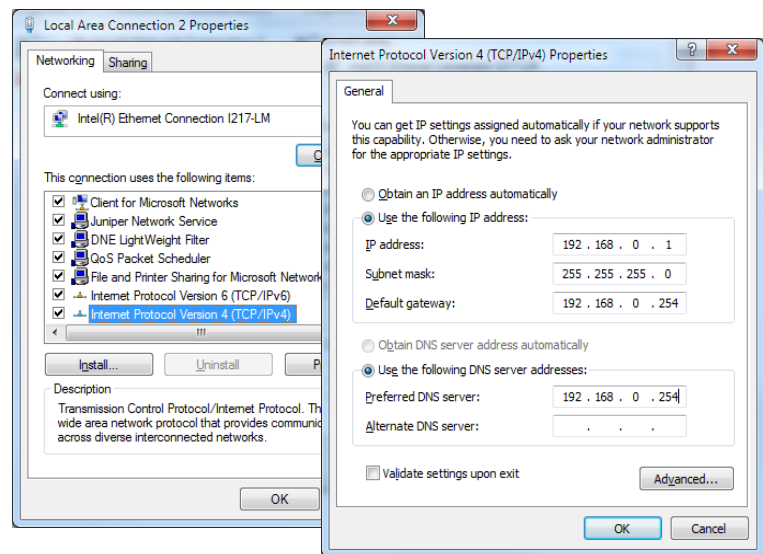 Local Area Connection 2 Properties
Networking
Sharing
Connect using:
Intel(R) Ethernet Connection I217-LM
This connection uses the following items:
Client for Microsoft Networks
Juniper Network Service
DNE LightWeight Filter
QoS Packet Scheduler
File and Printer Sharing for Microsoft Network
Internet Protocol Version 6 (TCP/IPv6)
Internet Protocol Version 4 (TCP/IPv4)
Install...
Uninstall
P
Description
Transmission Control Protocol/Internet Protocol. Th
wide area network protocol that provides communic
across diverse interconnected networks.
OK
Internet Protocol Version 4 (TCP/IPv4) Properties
General
You can get IP settings assigned automatically if your network supports
this capability. Otherwise, you need to ask your network administrator
for the appropriate IP settings.
Obtain an IP address automatically
Use the following IP address:
IP address: 192 . 168 . 0 . 1
Subnet mask: 255 . 255 . 255 . 0
Default gateway: 192 . 168 . 0 . 254
Obtain DNS server address automatically
Use the following DNS server addresses:
Preferred DNS server: 192 . 168 . 0 . 254
Alternate DNS server: . . .
Validate settings upon exit
Advanced...
OK
Cancel